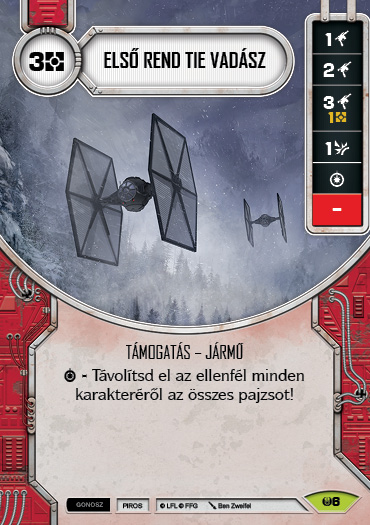 3
ELSŐ REND TIE VADÁSZ
1
2
3
1
1
-
TÁMOGATÁS – JÁRMŰ
- Távolítsd el az ellenfél minden
karakteréről az összes pajzsot!
GONOSZ PIROS © LFL © FFG Ben Zweifel 6